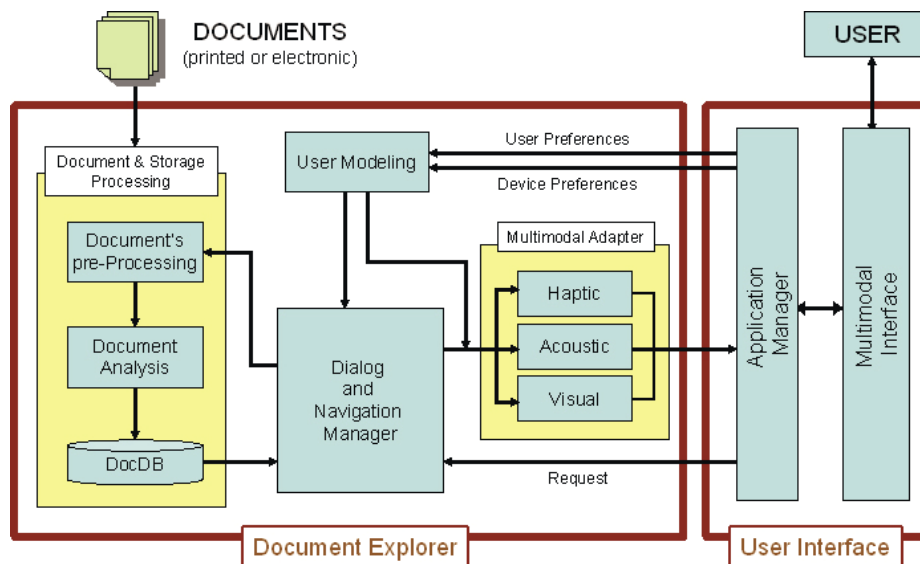 DOCUMENTS
(printed or electronic)
USER
Document & Storage
Processing
User Modeling
User Preferences
Device Preferences
Document's
pre-Processing
Multimodal Adapter
Haptic
Document
Analysis
Dialog
and
Navigation
Manager
Acoustic
Visual
Application
Manager
Multimodal
Interface
DocDB
Request
Document Explorer
User Interface